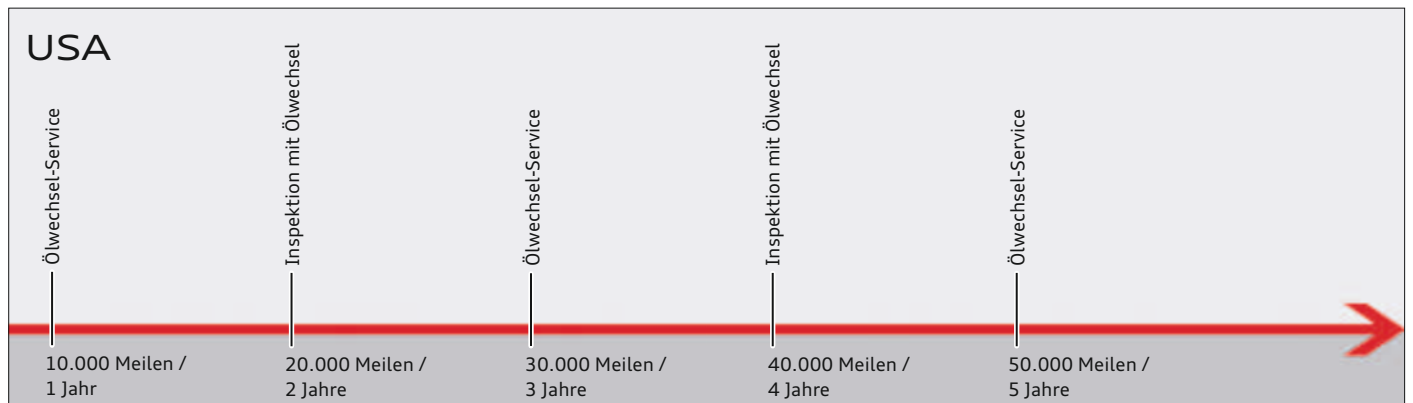 USA
Ölwechsel-Service
Inspektion mit Ölwechsel
Ölwechsel-Service
Inspektion mit Ölwechsel
Ölwechsel-Service
10.000 Meilen /
1 Jahr
20.000 Meilen /
2 Jahre
30.000 Meilen /
3 Jahre
40.000 Meilen /
4 Jahre
50.000 Meilen /
5 Jahre